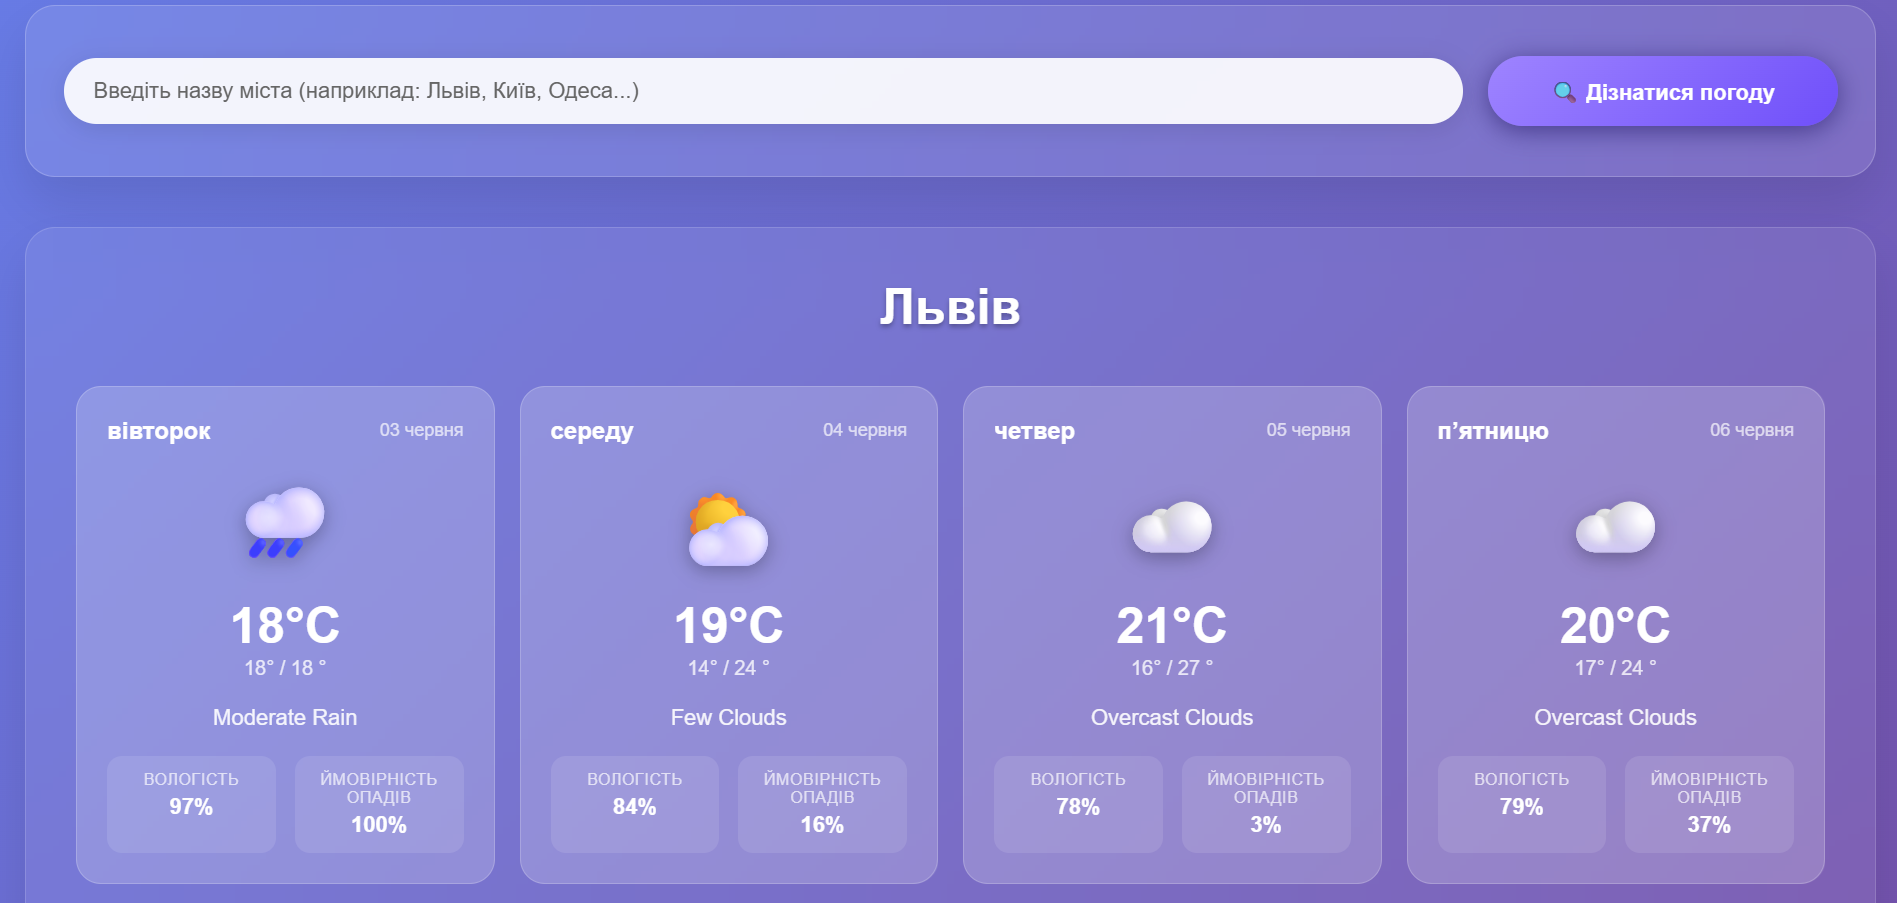 Введіть назву міста (наприклад: Львів, Київ, Одеса...)
Дізнатися погоду
Львів
вівторок
03 червня
18°C
18° / 18 °
Moderate Rain
ВОЛОГІСТЬ
97%
ЙМОВІРНІСТЬ
ОПАДІВ
100%
середу
04 червня
19°C
14° / 24 °
Few Clouds
ВОЛОГІСТЬ
84%
ЙМОВІРНІСТЬ
ОПАДІВ
16%
четвер
05 червня
21°C
16° / 27 °
Overcast Clouds
ВОЛОГІСТЬ
78%
ЙМОВІРНІСТЬ
ОПАДІВ
3%
п’ятницю
06 червня
20°C
17° / 24 °
Overcast Clouds
ВОЛОГІСТЬ
79%
ЙМОВІРНІСТЬ
ОПАДІВ
37%